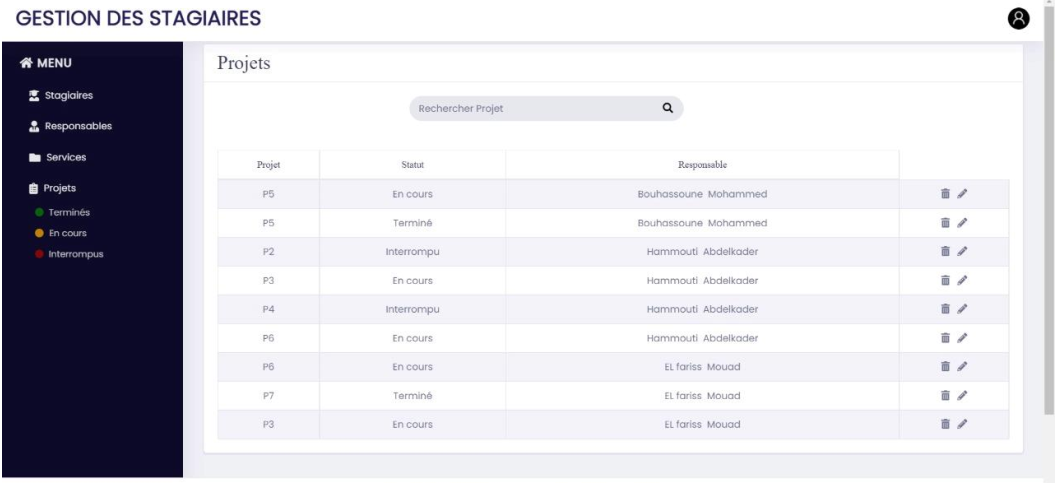 GESTION DES STAGIAIRES
MENU
Stagiaires
Responsables
Services
Projets
Terminés
En cours
Interrompus
Projets
Rechercher Projet
Projet Statut Responsable
P5 En cours Bouhassoune Mohammed
P5 Terminé Bouhassoune Mohammed
P2 Interrompu Hammouti Abdelkader
P3 En cours Hammouti Abdelkader
P4 Interrompu Hammouti Abdelkader
P6 En cours Hammouti Abdelkader
P6 En cours EL fariss Mouad
P7 Terminé EL fariss Mouad
P3 En cours EL fariss Mouad